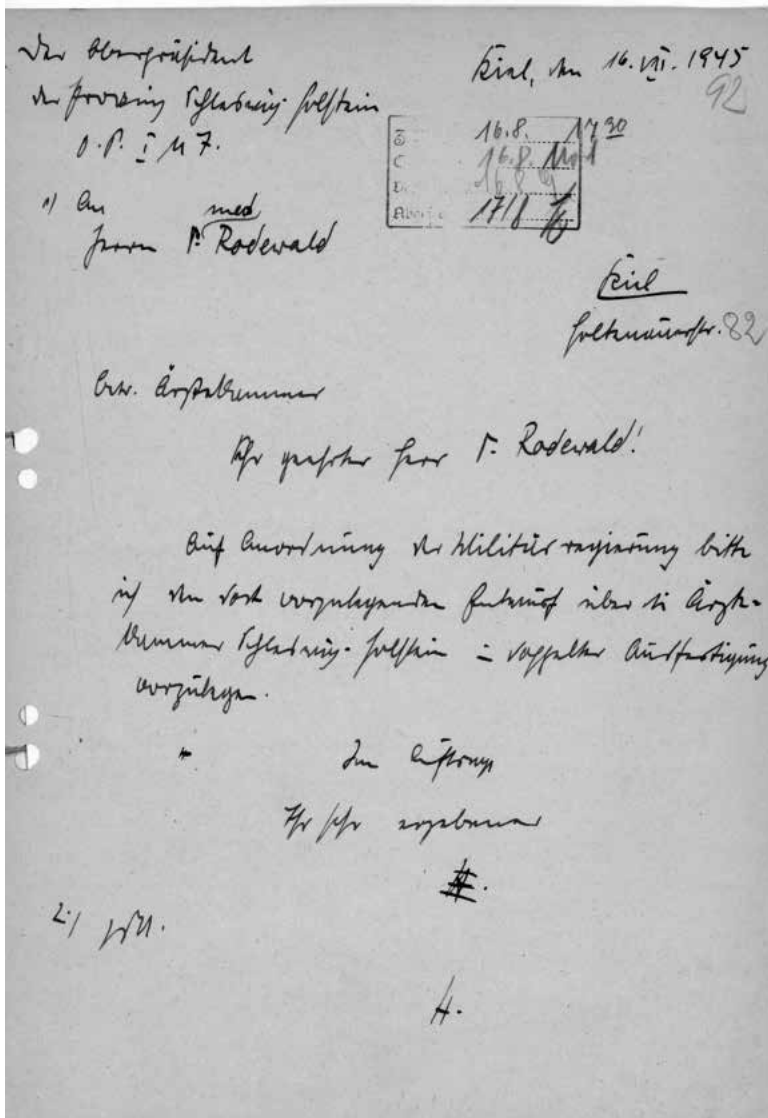 Der Oberpräsident
der Provinz Schleswig-Holstein
O.P. I M 7.
Kiel, den 16. VIII. 1945
92
16.8. 17 30
16.8.
16.8
17/8
1) An
Herrn Dr. med Rodewald
Kiel
Holtenauerstr. 82
betr. Ärztekammer
Sehr geehrter Herr Dr. Rodewald!
Auf Anordnung der Militärregierung bitte
ich den dort vorzulegenden Entwurf über die Ärzte-
kammer Schleswig-Holstein in doppelter Ausfertigung
vorzulegen.
Im Auftrage
Ihr sehr ergebener
H.
2.)
H.